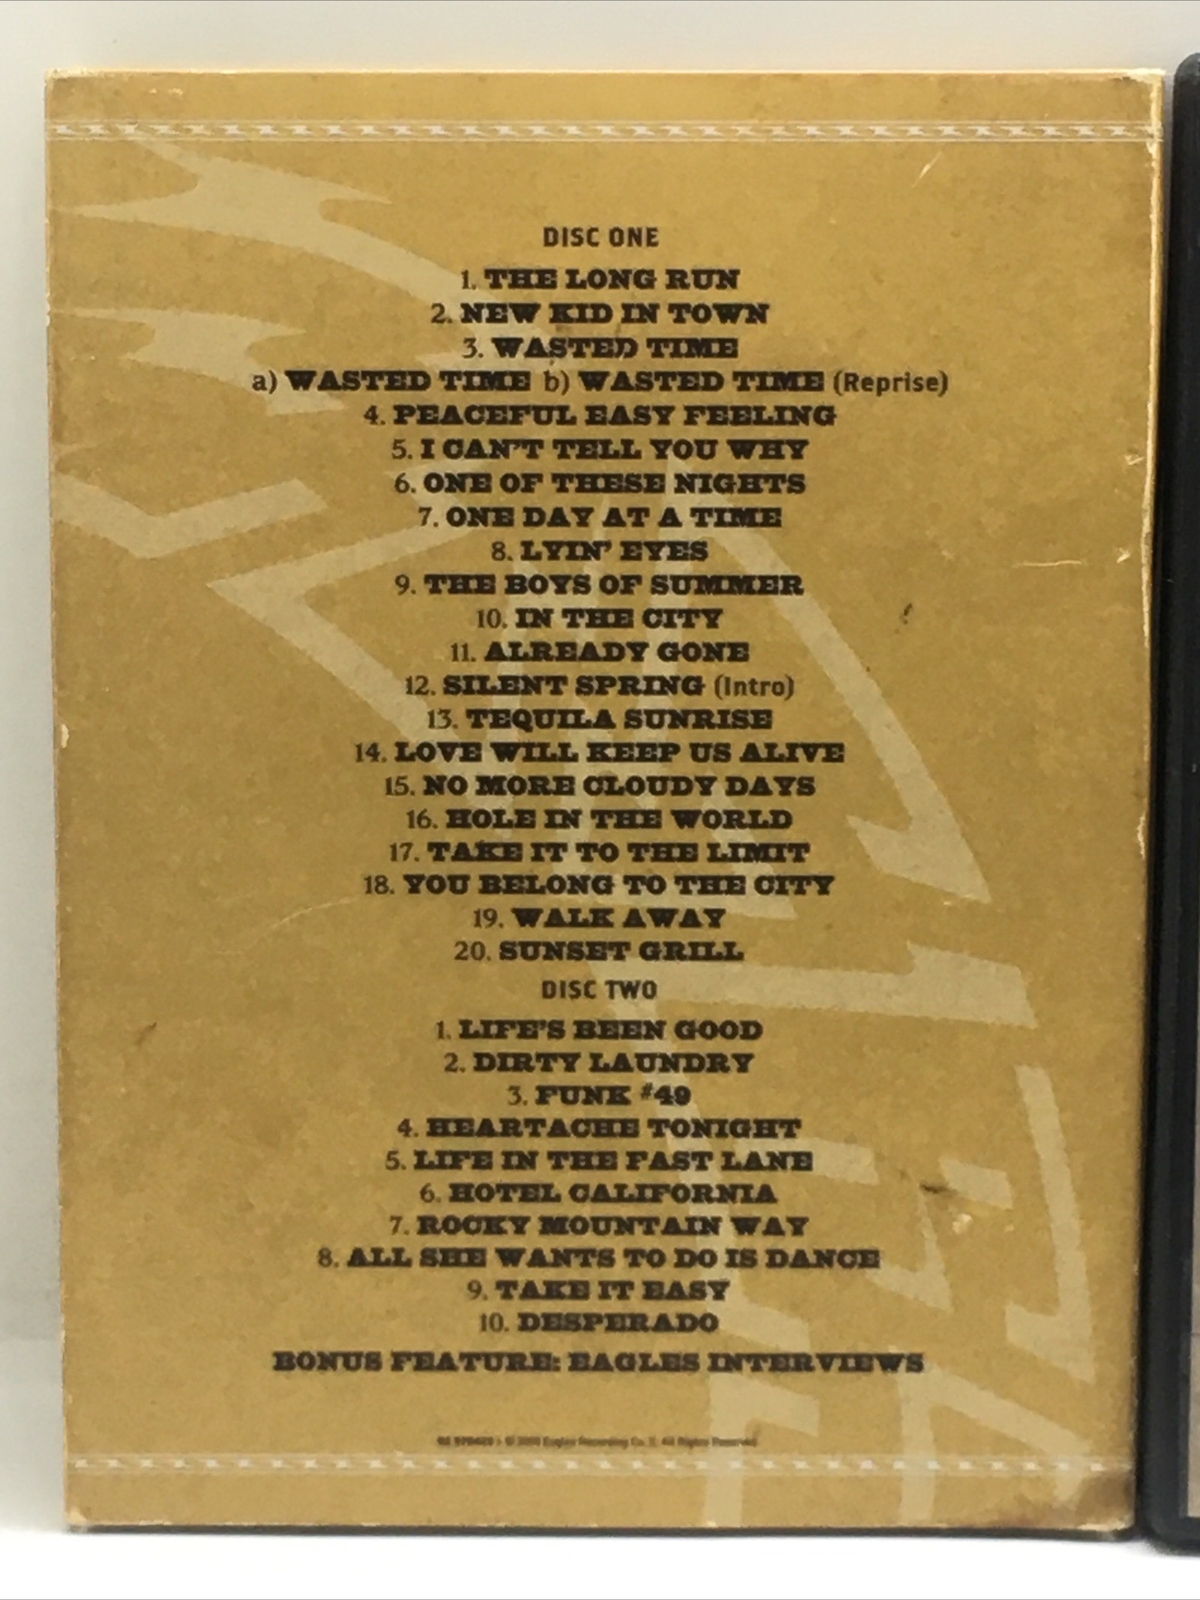 DISC ONE
1. THE LONG RUN
2. NEW KID IN TOWN
3. WASTED TIME
a) WASTED TIME b) WASTED TIME (Reprise)
4. PEACEFUL EASY FEELING
5. I CAN'T TELL YOU WHY
6. ONE OF THESE NIGHTS
7. ONE DAY AT A TIME
8. LYIN' EYES
9. THE BOYS OF SUMMER
10. IN THE CITY
11. ALREADY GONE
12. SILENT SPRING (Intro)
13. TEQUILA SUNRISE
14. LOVE WILL KEEP US ALIVE
15. NO MORE CLOUDY DAYS
16. HOLE IN THE WORLD
17. TAKE IT TO THE LIMIT
18. YOU BELONG TO THE CITY
19. WALK AWAY
20. SUNSET GRILL
DISC TWO
1. LIFE'S BEEN GOOD
2. DIRTY LAUNDRY
3. FUNK #49
4. HEARTACHE TONIGHT
5. LIFE IN THE FAST LANE
6. HOTEL CALIFORNIA
7. ROCKY MOUNTAIN WAY
8. ALL SHE WANTS TO DO IS DANCE
9. TAKE IT EASY
10. DESPERADO
BONUS FEATURE: EAGLES INTERVIEWS
Eagles Recording Co. II. All Rights Reserved.